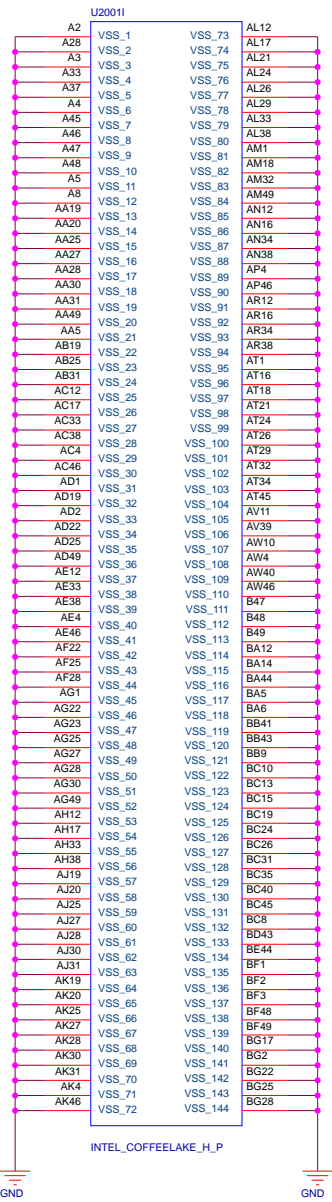 U2001I
A2 VSS_1 VSS_73 AL12
A28 VSS_2 VSS_74 AL17
A3 VSS_3 VSS_75 AL21
A33 VSS_4 VSS_76 AL24
A37 VSS_5 VSS_77 AL26
A4 VSS_6 VSS_78 AL29
A45 VSS_7 VSS_79 AL33
A46 VSS_8 VSS_80 AL38
A47 VSS_9 VSS_81 AM1
A48 VSS_10 VSS_82 AM18
A5 VSS_11 VSS_83 AM32
A8 VSS_12 VSS_84 AM49
AA19 VSS_13 VSS_85 AN12
AA20 VSS_14 VSS_86 AN16
AA25 VSS_15 VSS_87 AN34
AA27 VSS_16 VSS_88 AN38
AA28 VSS_17 VSS_89 AP4
AA30 VSS_18 VSS_90 AP46
AA31 VSS_19 VSS_91 AR12
AA49 VSS_20 VSS_92 AR16
AA5 VSS_21 VSS_93 AR34
AB19 VSS_22 VSS_94 AR38
AB25 VSS_23 VSS_95 AT1
AB31 VSS_24 VSS_96 AT16
AC12 VSS_25 VSS_97 AT18
AC17 VSS_26 VSS_98 AT21
AC33 VSS_27 VSS_99 AT24
AC38 VSS_28 VSS_100 AT26
AC4 VSS_29 VSS_101 AT29
AC46 VSS_30 VSS_102 AT32
AD1 VSS_31 VSS_103 AT34
AD19 VSS_32 VSS_104 AT45
AD2 VSS_33 VSS_105 AV11
AD22 VSS_34 VSS_106 AV39
AD25 VSS_35 VSS_107 AW10
AD49 VSS_36 VSS_108 AW4
AE12 VSS_37 VSS_109 AW40
AE33 VSS_38 VSS_110 AW46
AE38 VSS_39 VSS_111 B47
AE4 VSS_40 VSS_112 B48
AE46 VSS_41 VSS_113 B49
AF22 VSS_42 VSS_114 BA12
AF25 VSS_43 VSS_115 BA14
AF28 VSS_44 VSS_116 BA44
AG1 VSS_45 VSS_117 BA5
AG22 VSS_46 VSS_118 BA6
AG23 VSS_47 VSS_119 BB41
AG25 VSS_48 VSS_120 BB43
AG27 VSS_49 VSS_121 BB9
AG28 VSS_50 VSS_122 BC10
AG30 VSS_51 VSS_123 BC13
AG49 VSS_52 VSS_124 BC15
AH12 VSS_53 VSS_125 BC19
AH17 VSS_54 VSS_126 BC24
AH33 VSS_55 VSS_127 BC26
AH38 VSS_56 VSS_128 BC31
AJ19 VSS_57 VSS_129 BC35
AJ20 VSS_58 VSS_130 BC40
AJ25 VSS_59 VSS_131 BC45
AJ27 VSS_60 VSS_132 BC8
AJ28 VSS_61 VSS_133 BD43
AJ30 VSS_62 VSS_134 BE44
AJ31 VSS_63 VSS_135 BF1
AK19 VSS_64 VSS_136 BF2
AK20 VSS_65 VSS_137 BF3
AK25 VSS_66 VSS_138 BF48
AK27 VSS_67 VSS_139 BF49
AK28 VSS_68 VSS_140 BG17
AK30 VSS_69 VSS_141 BG2
AK31 VSS_70 VSS_142 BG22
AK4 VSS_71 VSS_143 BG25
AK46 VSS_72 VSS_144 BG28
INTEL_COFFEELAKE_H_P
GND GND